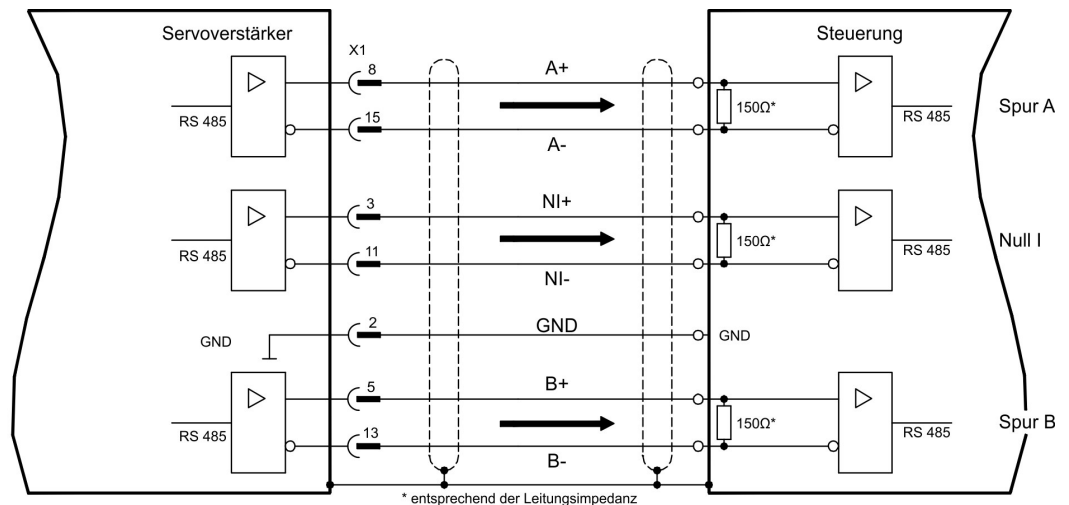 Servoverstärker
Steuerung
X1
8
A+
RS 485
150Ω*
RS 485
Spur A
15
A-
3
NI+
RS 485
150Ω*
RS 485
Null I
11
NI-
2
GND
GND
GND
5
B+
RS 485
150Ω*
RS 485
Spur B
13
B-
* entsprechend der Leitungsimpedanz